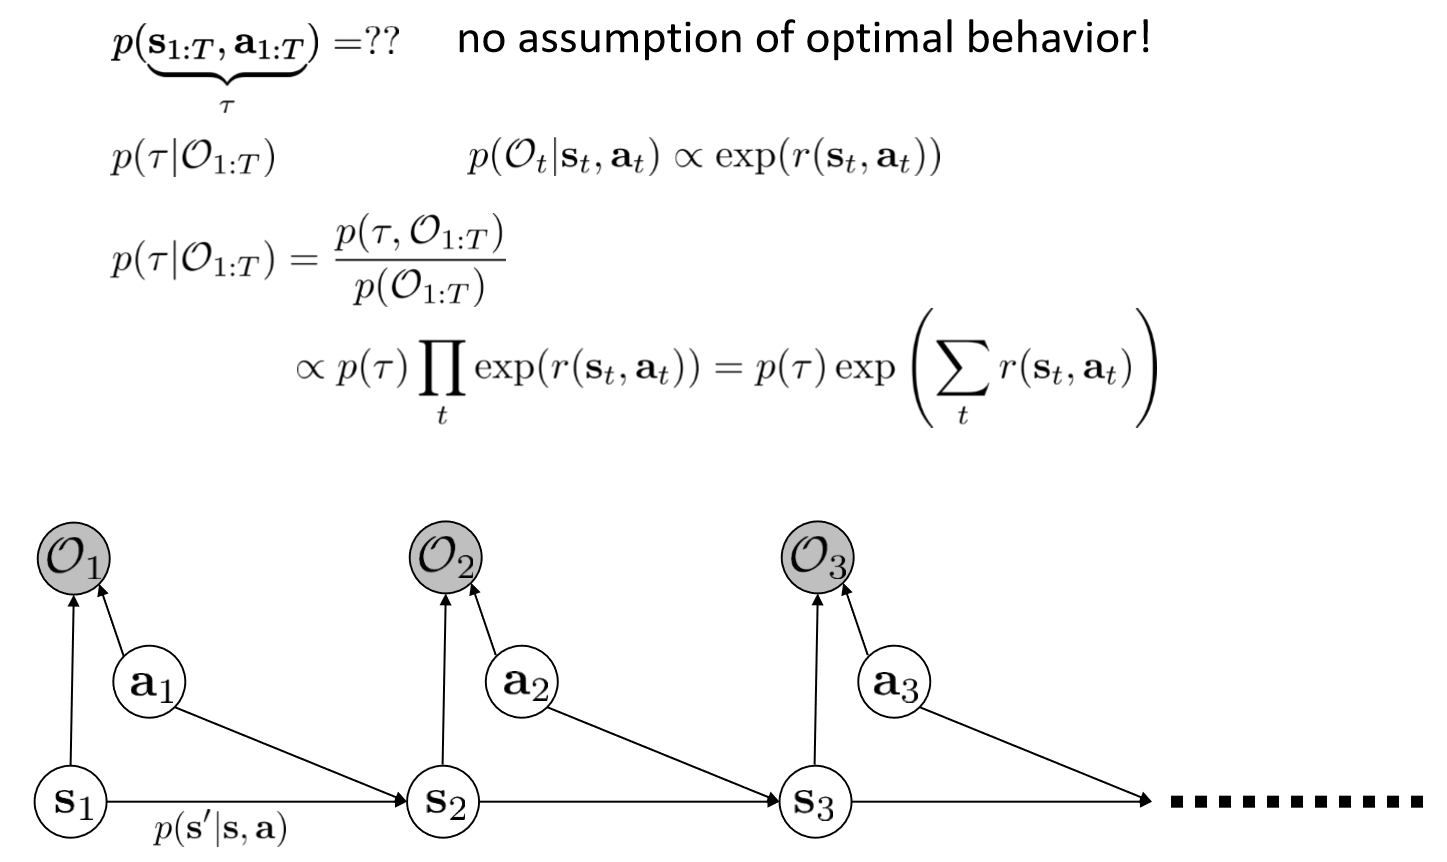 p(s_{1:T}, a_{1:T}) =?? no assumption of optimal behavior!
τ
p(τ|𝒪_{1:T}) p(𝒪_t|s_t, a_t) ∝ exp(r(s_t, a_t))
p(τ|𝒪_{1:T}) = \frac{p(τ, 𝒪_{1:T})}{p(𝒪_{1:T})}
∝ p(τ) ∏_t exp(r(s_t, a_t)) = p(τ) exp(∑_t r(s_t, a_t))
𝒪_1 𝒪_2 𝒪_3
a_1 a_2 a_3
s_1 s_2 s_3
p(s′|s, a)